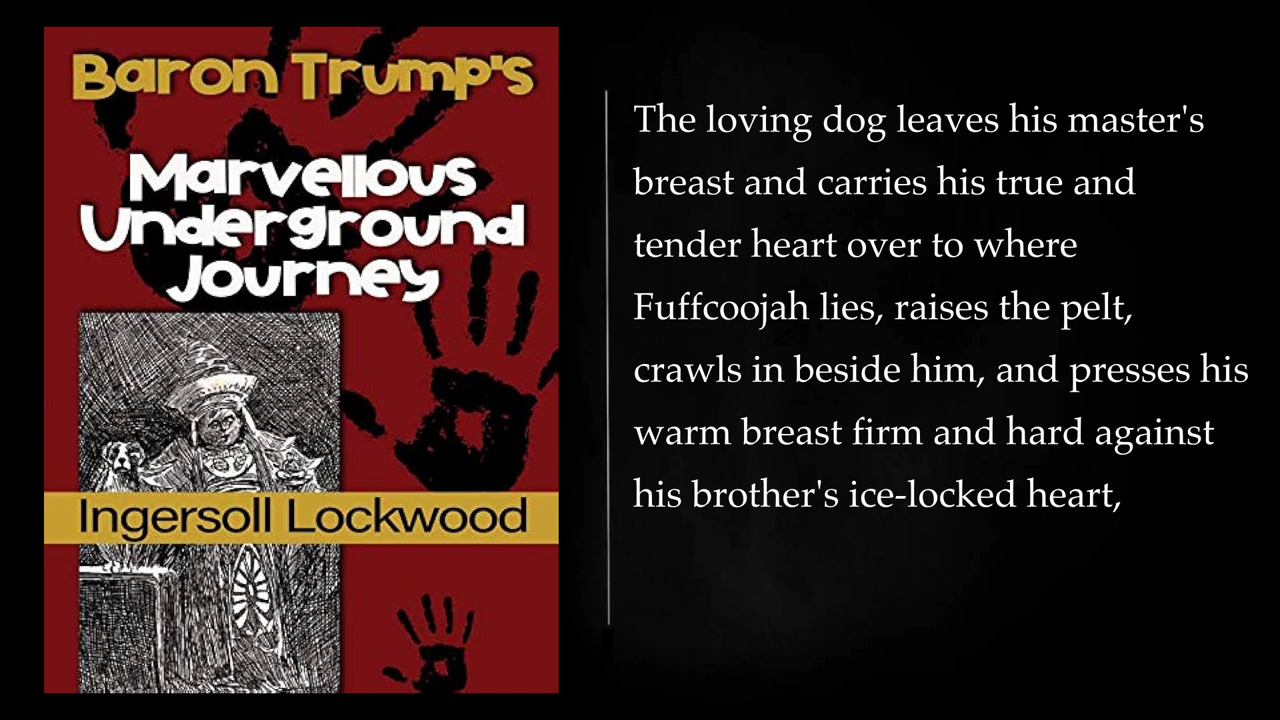 Baron Trump's
Marvellous
Underground
Journey
Ingersoll Lockwood
The loving dog leaves his master's
breast and carries his true and
tender heart over to where
Fuffcoojah lies, raises the pelt,
crawls in beside him, and presses his
warm breast firm and hard against
his brother's ice-locked heart,